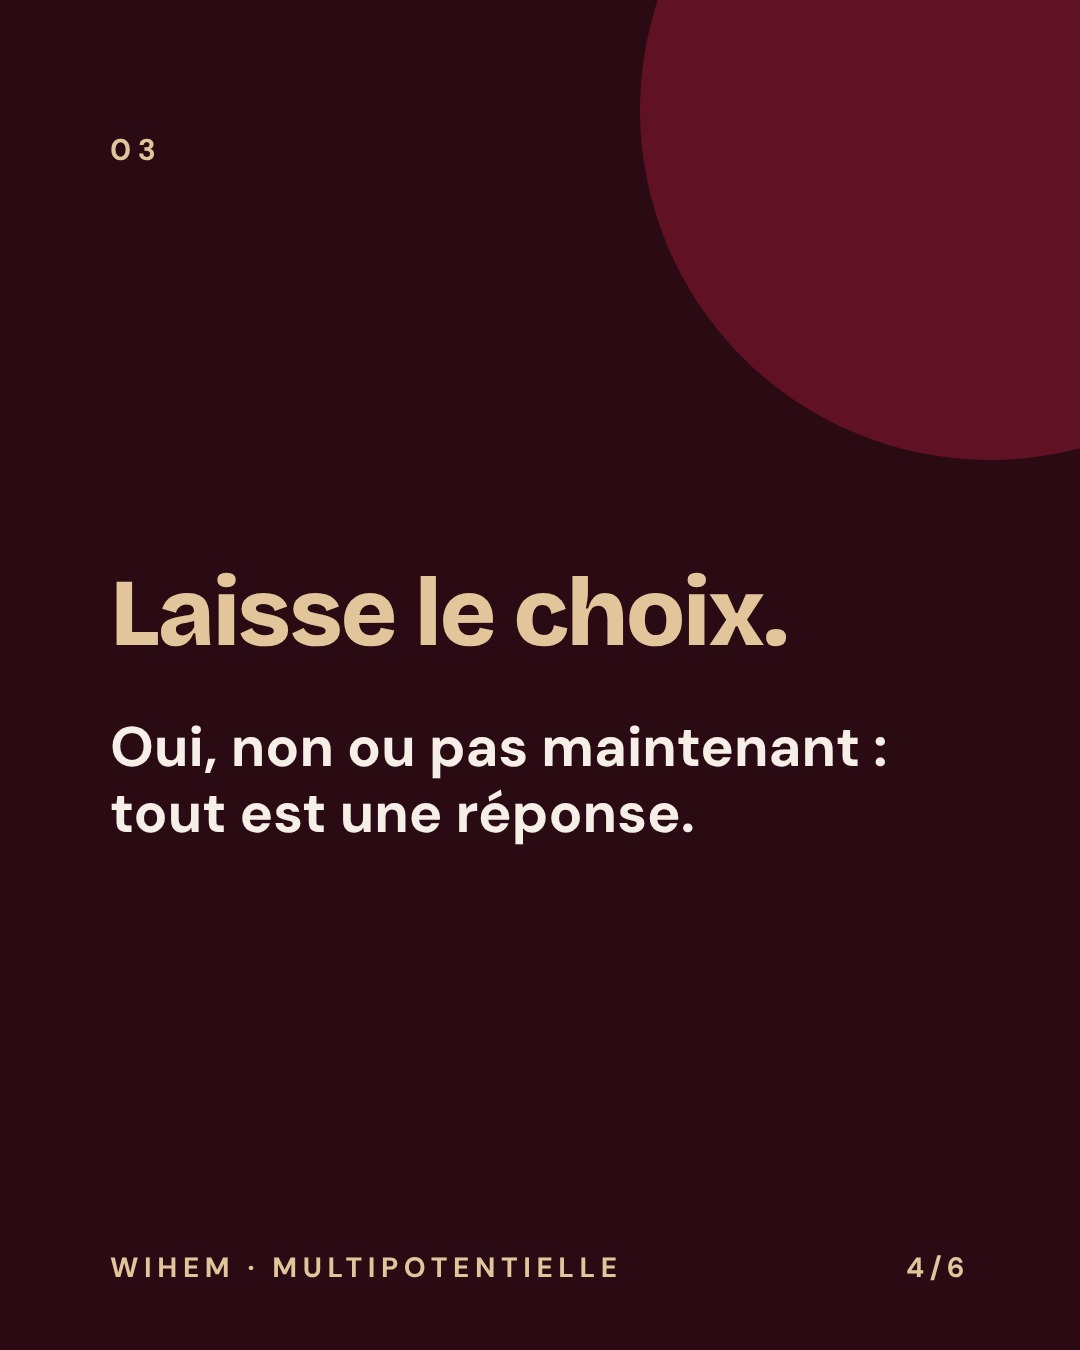 03
Laisse le choix.
Oui, non ou pas maintenant :
tout est une réponse.
WIHEM · MULTIPOTENTIELLE
4/6